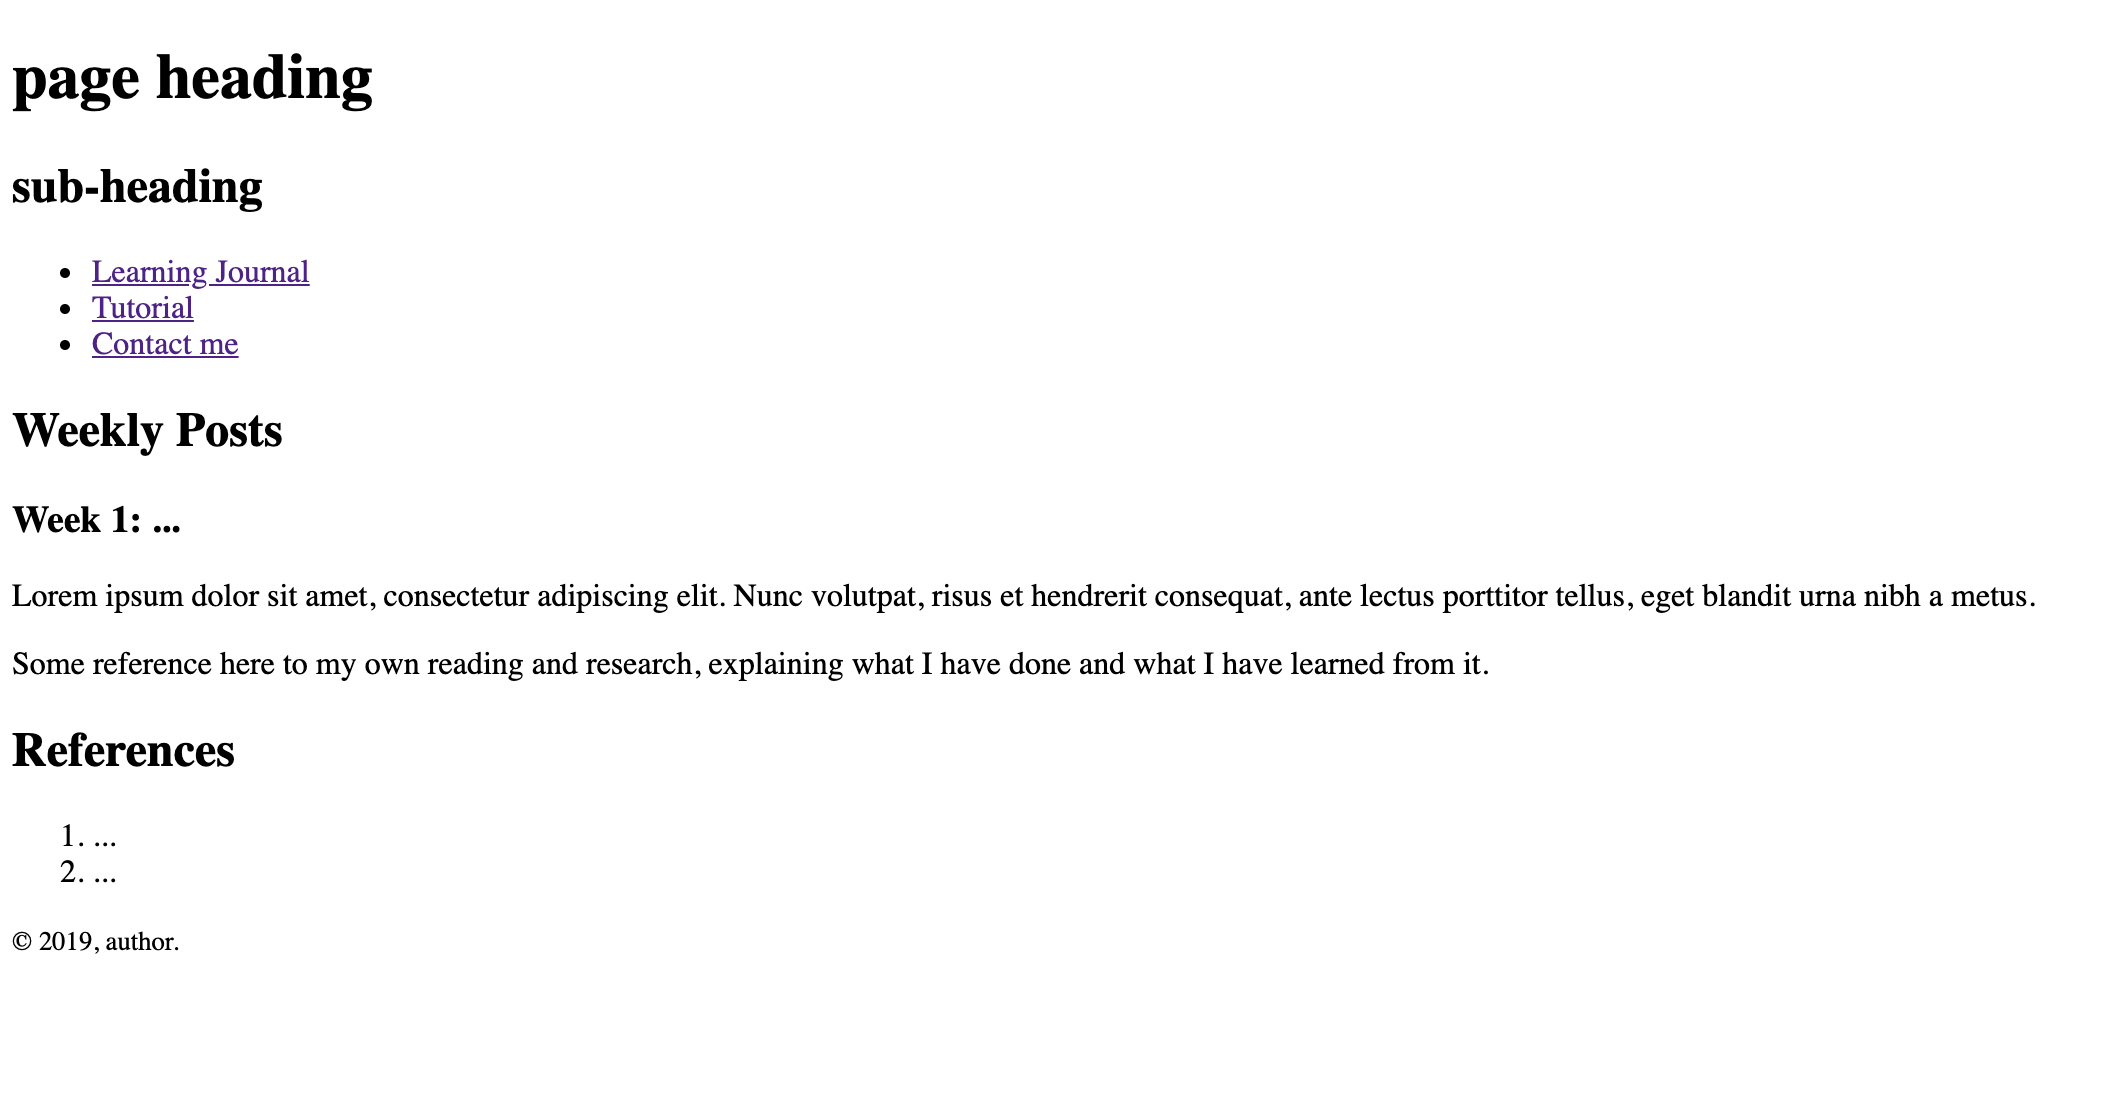 page heading
sub-heading
• Learning Journal
• Tutorial
• Contact me
Weekly Posts
Week 1: ...
Lorem ipsum dolor sit amet, consectetur adipiscing elit. Nunc volutpat, risus et hendrerit consequat, ante lectus porttitor tellus, eget blandit urna nibh a metus.
Some reference here to my own reading and research, explaining what I have done and what I have learned from it.
References
1. ...
2. ...
© 2019, author.